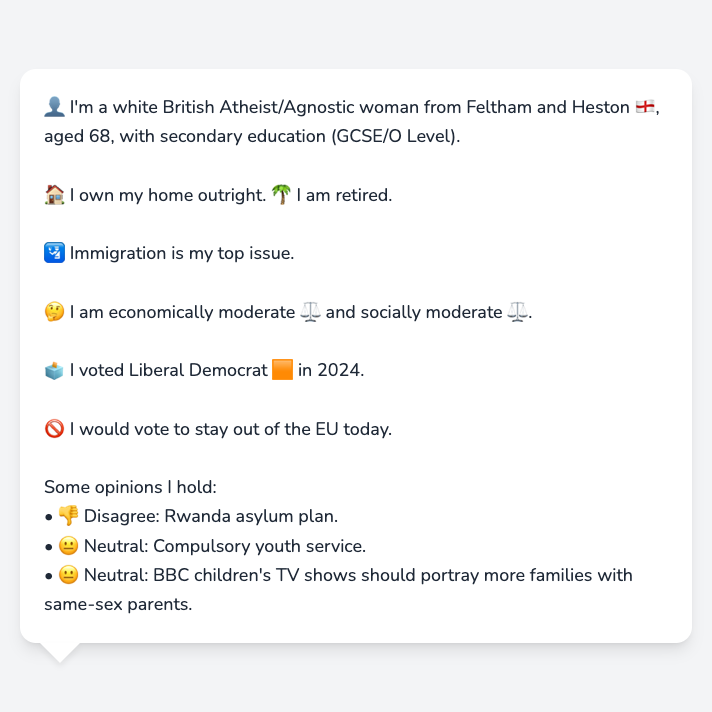 👤 I'm a white British Atheist/Agnostic woman from Feltham and Heston 🏴󠁧󠁢󠁥󠁮󠁧󠁿,
aged 68, with secondary education (GCSE/O Level).
🏠 I own my home outright. 🌴 I am retired.
🛂 Immigration is my top issue.
🤔 I am economically moderate ⚖️ and socially moderate ⚖️.
🗳️ I voted Liberal Democrat 🟧 in 2024.
🚫 I would vote to stay out of the EU today.
Some opinions I hold:
• 👎 Disagree: Rwanda asylum plan.
• 😐 Neutral: Compulsory youth service.
• 😐 Neutral: BBC children's TV shows should portray more families with
same-sex parents.